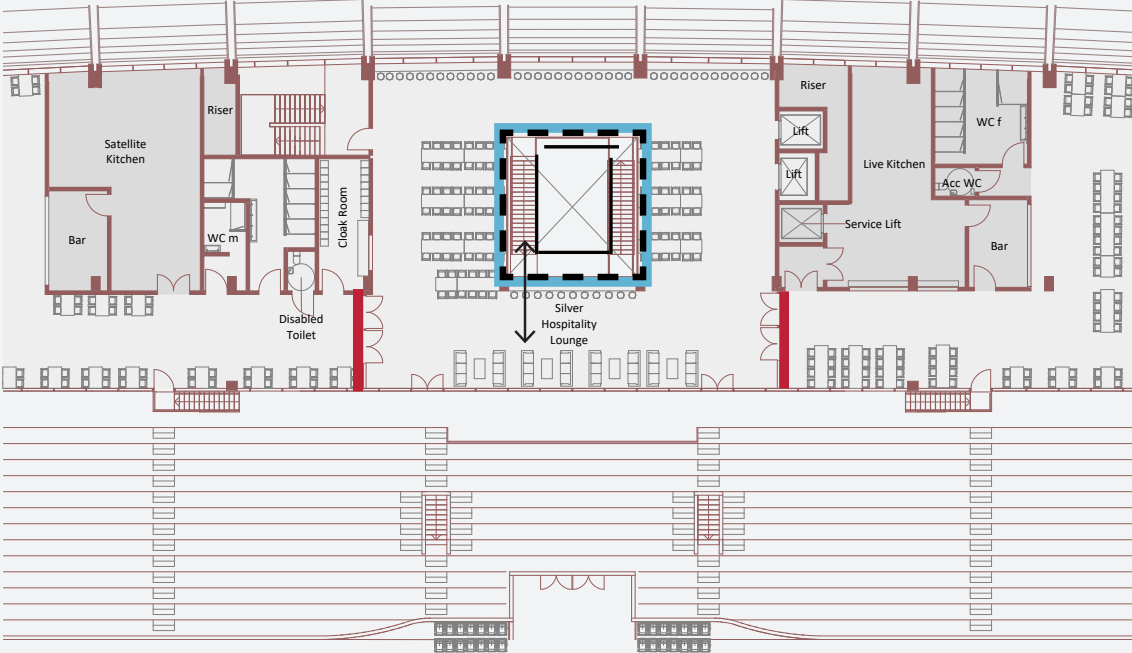 Satellite
Kitchen
Riser
Bar
WC m
Cloak Room
Disabled
Toilet
Silver
Hospitality
Lounge
Riser
Lift
Lift
Live Kitchen
Service Lift
WC f
Acc WC
Bar